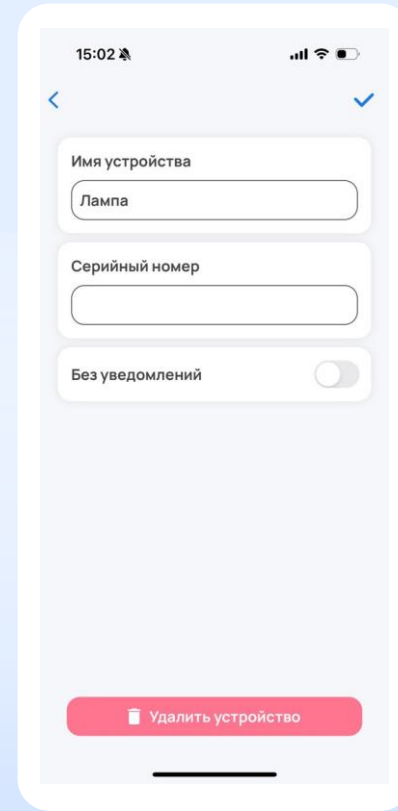 15:02
Имя устройства
Лампа
Серийный номер
Без уведомлений
Удалить устройство